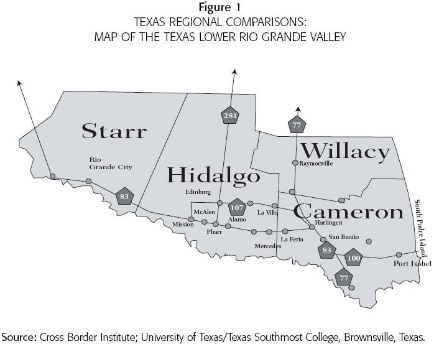 Figure 1
TEXAS REGIONAL COMPARISONS:
MAP OF THE TEXAS LOWER RIO GRANDE VALLEY
281
77
Starr
Willacy
Raymonville
Rio
Grande City
Hidalgo
83
Edinburg
McAllen
107
Alamo
La Villa
Cameron
South Padre Island
Mission
Pharr
Harlingen
Mercedes
La Feria
San Benito
83
100
Port Isabel
77
Source: Cross Border Institute; University of Texas/Texas Southmost College, Brownsville, Texas.